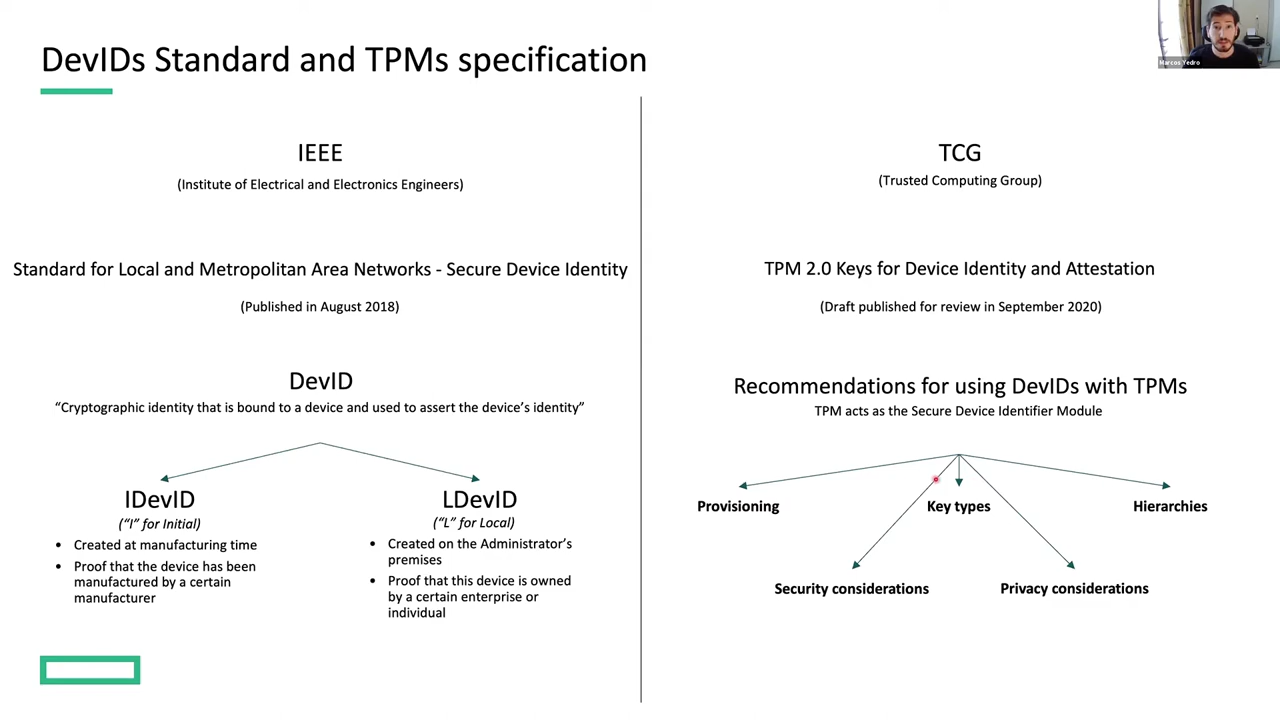 DevIDs Standard and TPMs specification
Marcos Yedro
IEEE
(Institute of Electrical and Electronics Engineers)
Standard for Local and Metropolitan Area Networks - Secure Device Identity
(Published in August 2018)
DevID
“Cryptographic identity that is bound to a device and used to assert the device’s identity”
IDevID
(“I” for Initial)
• Created at manufacturing time
• Proof that the device has been
manufactured by a certain
manufacturer
LDevID
(“L” for Local)
• Created on the Administrator’s
premises
• Proof that this device is owned
by a certain enterprise or
individual
TCG
(Trusted Computing Group)
TPM 2.0 Keys for Device Identity and Attestation
(Draft published for review in September 2020)
Recommendations for using DevIDs with TPMs
TPM acts as the Secure Device Identifier Module
Provisioning
Key types
Hierarchies
Security considerations
Privacy considerations